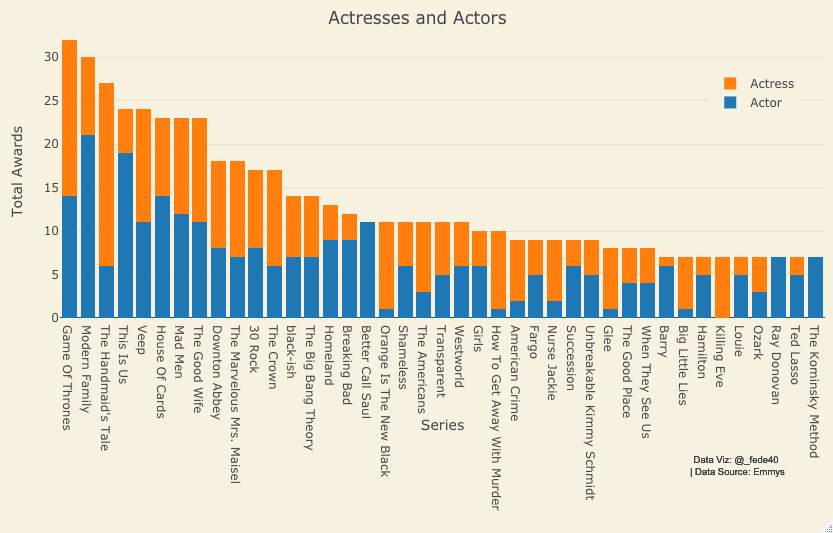 Actresses and Actors
Total Awards
30
25
20
15
10
5
0
Actress
Actor
Game Of Thrones
Modern Family
The Handmaid's Tale
This Is Us
Veep
House Of Cards
Mad Men
The Good Wife
Downton Abbey
The Marvelous Mrs. Maisel
30 Rock
The Crown
black-ish
The Big Bang Theory
Homeland
Breaking Bad
Better Call Saul
Orange Is The New Black
Shameless
The Americans
Transparent
Westworld
Girls
How To Get Away With Murder
American Crime
Fargo
Nurse Jackie
Succession
Unbreakable Kimmy Schmidt
Glee
The Good Place
When They See Us
Barry
Big Little Lies
Hamilton
Killing Eve
Louie
Ozark
Ray Donovan
Ted Lasso
The Kominsky Method
Series
Data Viz: @_fede40
| Data Source: Emmys